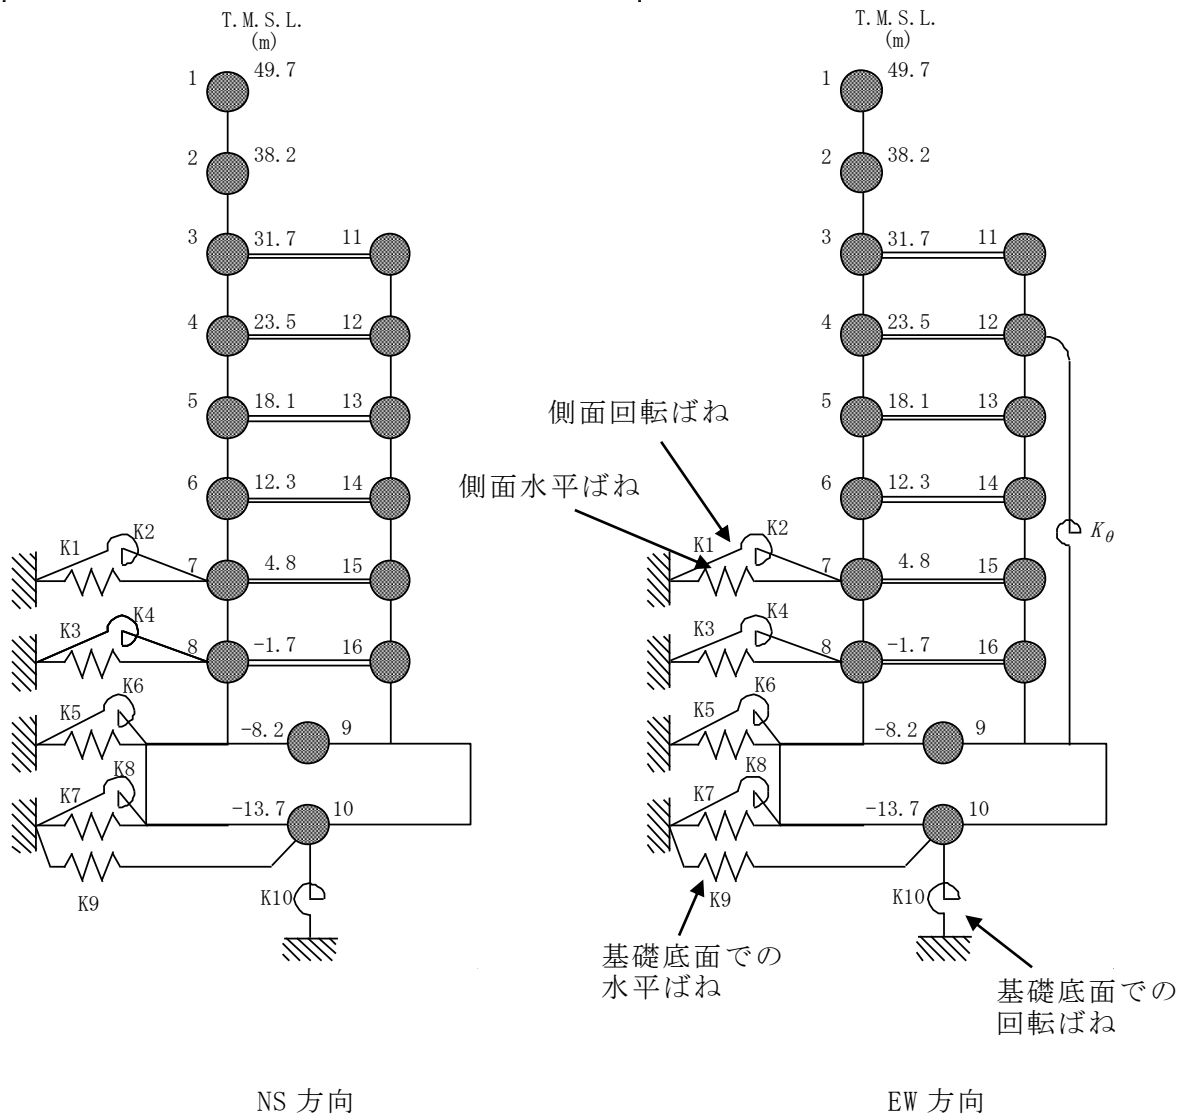 T.M.S.L.
(m)
1 49.7
2 38.2
3 31.7 11
4 23.5 12
5 18.1 13
6 12.3 14
K1 K2 7 4.8 15
K3 K4 8 -1.7 16
K5 K6 -8.2 9
K7 K8 -13.7 10
K9 K10
NS 方向
T.M.S.L.
(m)
1 49.7
2 38.2
3 31.7 11
4 23.5 12
5 18.1 13
側面回転ばね
側面水平ばね
6 12.3 14
Kθ
K1 K2 7 4.8 15
K3 K4 8 -1.7 16
K5 K6 -8.2 9
K7 K8 -13.7 10
K9 K10
基礎底面での
水平ばね
基礎底面での
回転ばね
EW 方向